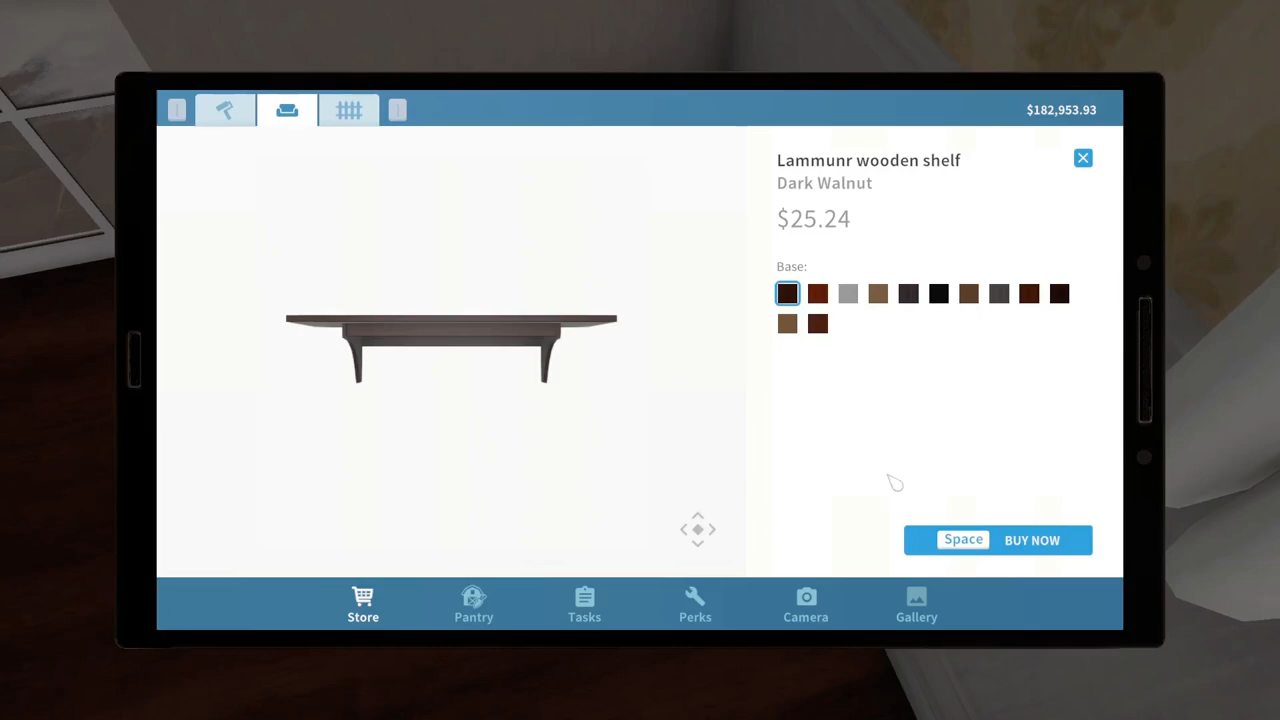 $182,953.93
Lammunr wooden shelf
Dark Walnut
$25.24
Base:
Space BUY NOW
Store Pantry Tasks Perks Camera Gallery